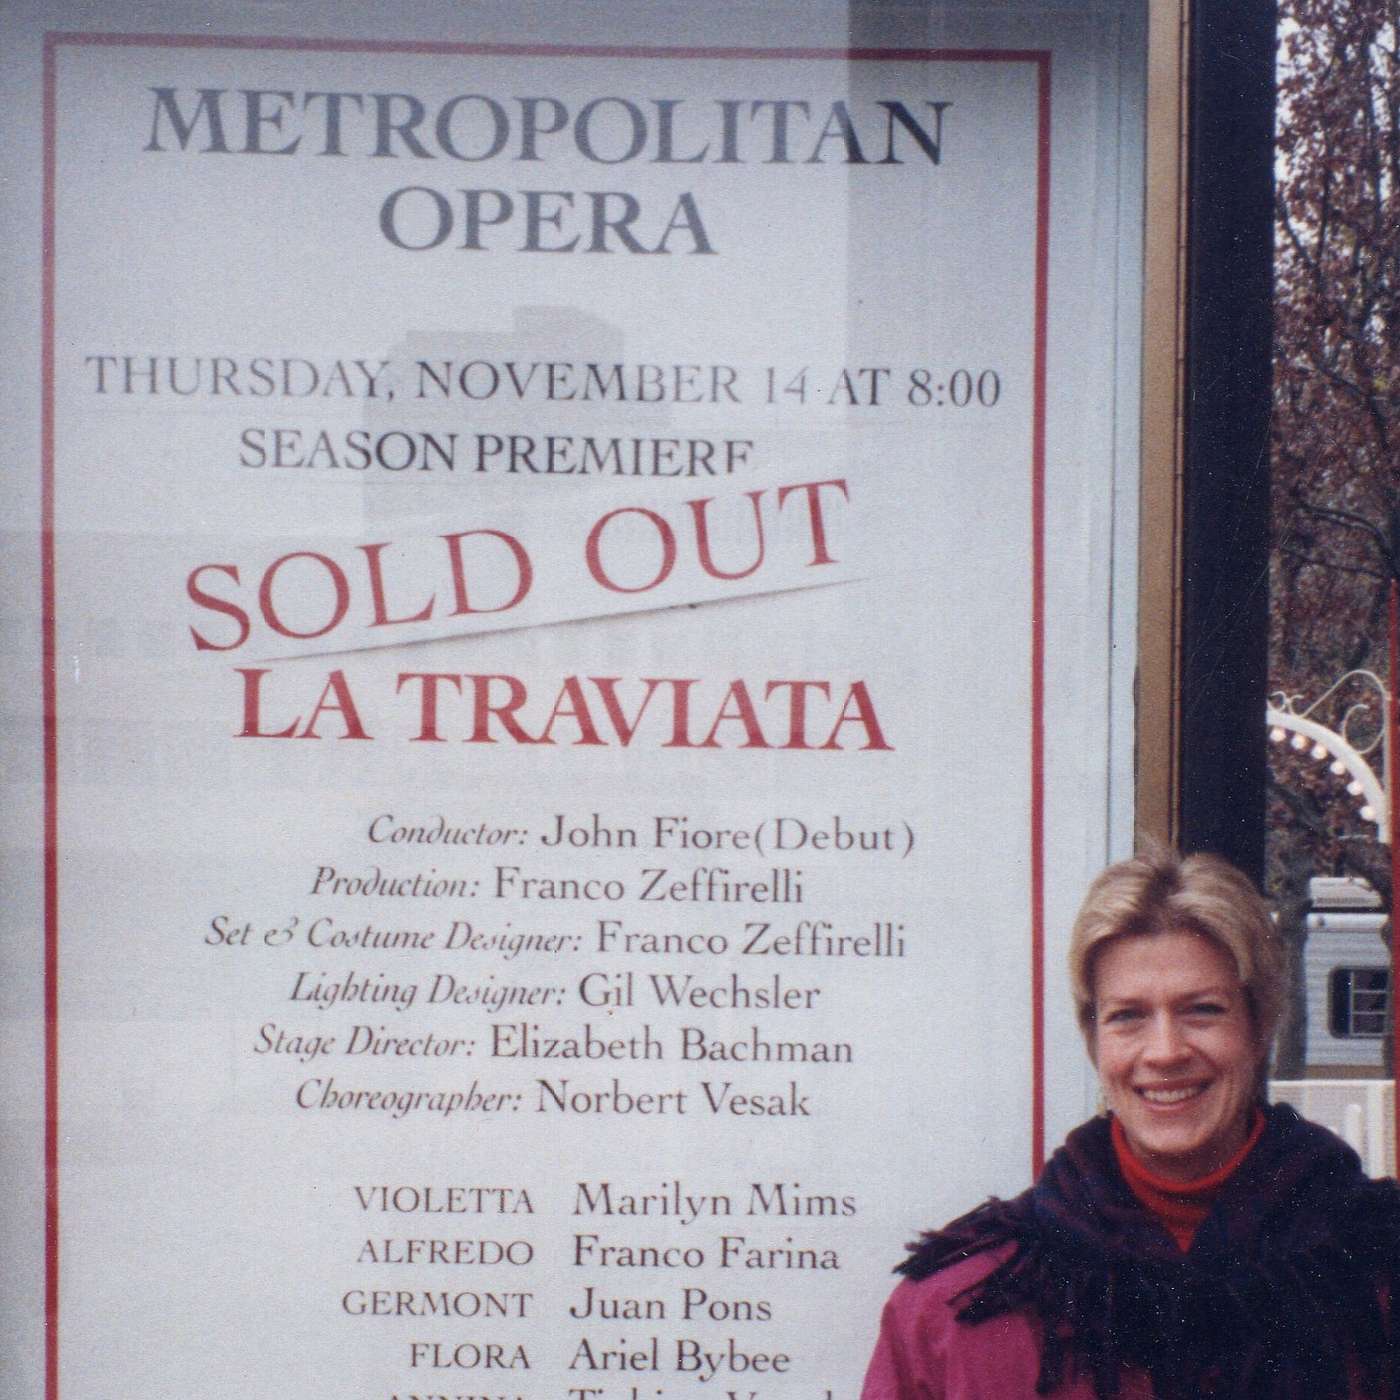 METROPOLITAN
OPERA
THURSDAY, NOVEMBER 14 AT 8:00
SEASON PREMIERE
SOLD OUT
LA TRAVIATA
Conductor: John Fiore(Debut)
Production: Franco Zeffirelli
Set & Costume Designer: Franco Zeffirelli
Lighting Designer: Gil Wechsler
Stage Director: Elizabeth Bachman
Choreographer: Norbert Vesak
VIOLETTA Marilyn Mims
ALFREDO Franco Farina
GERMONT Juan Pons
FLORA Ariel Bybee
ANNINA